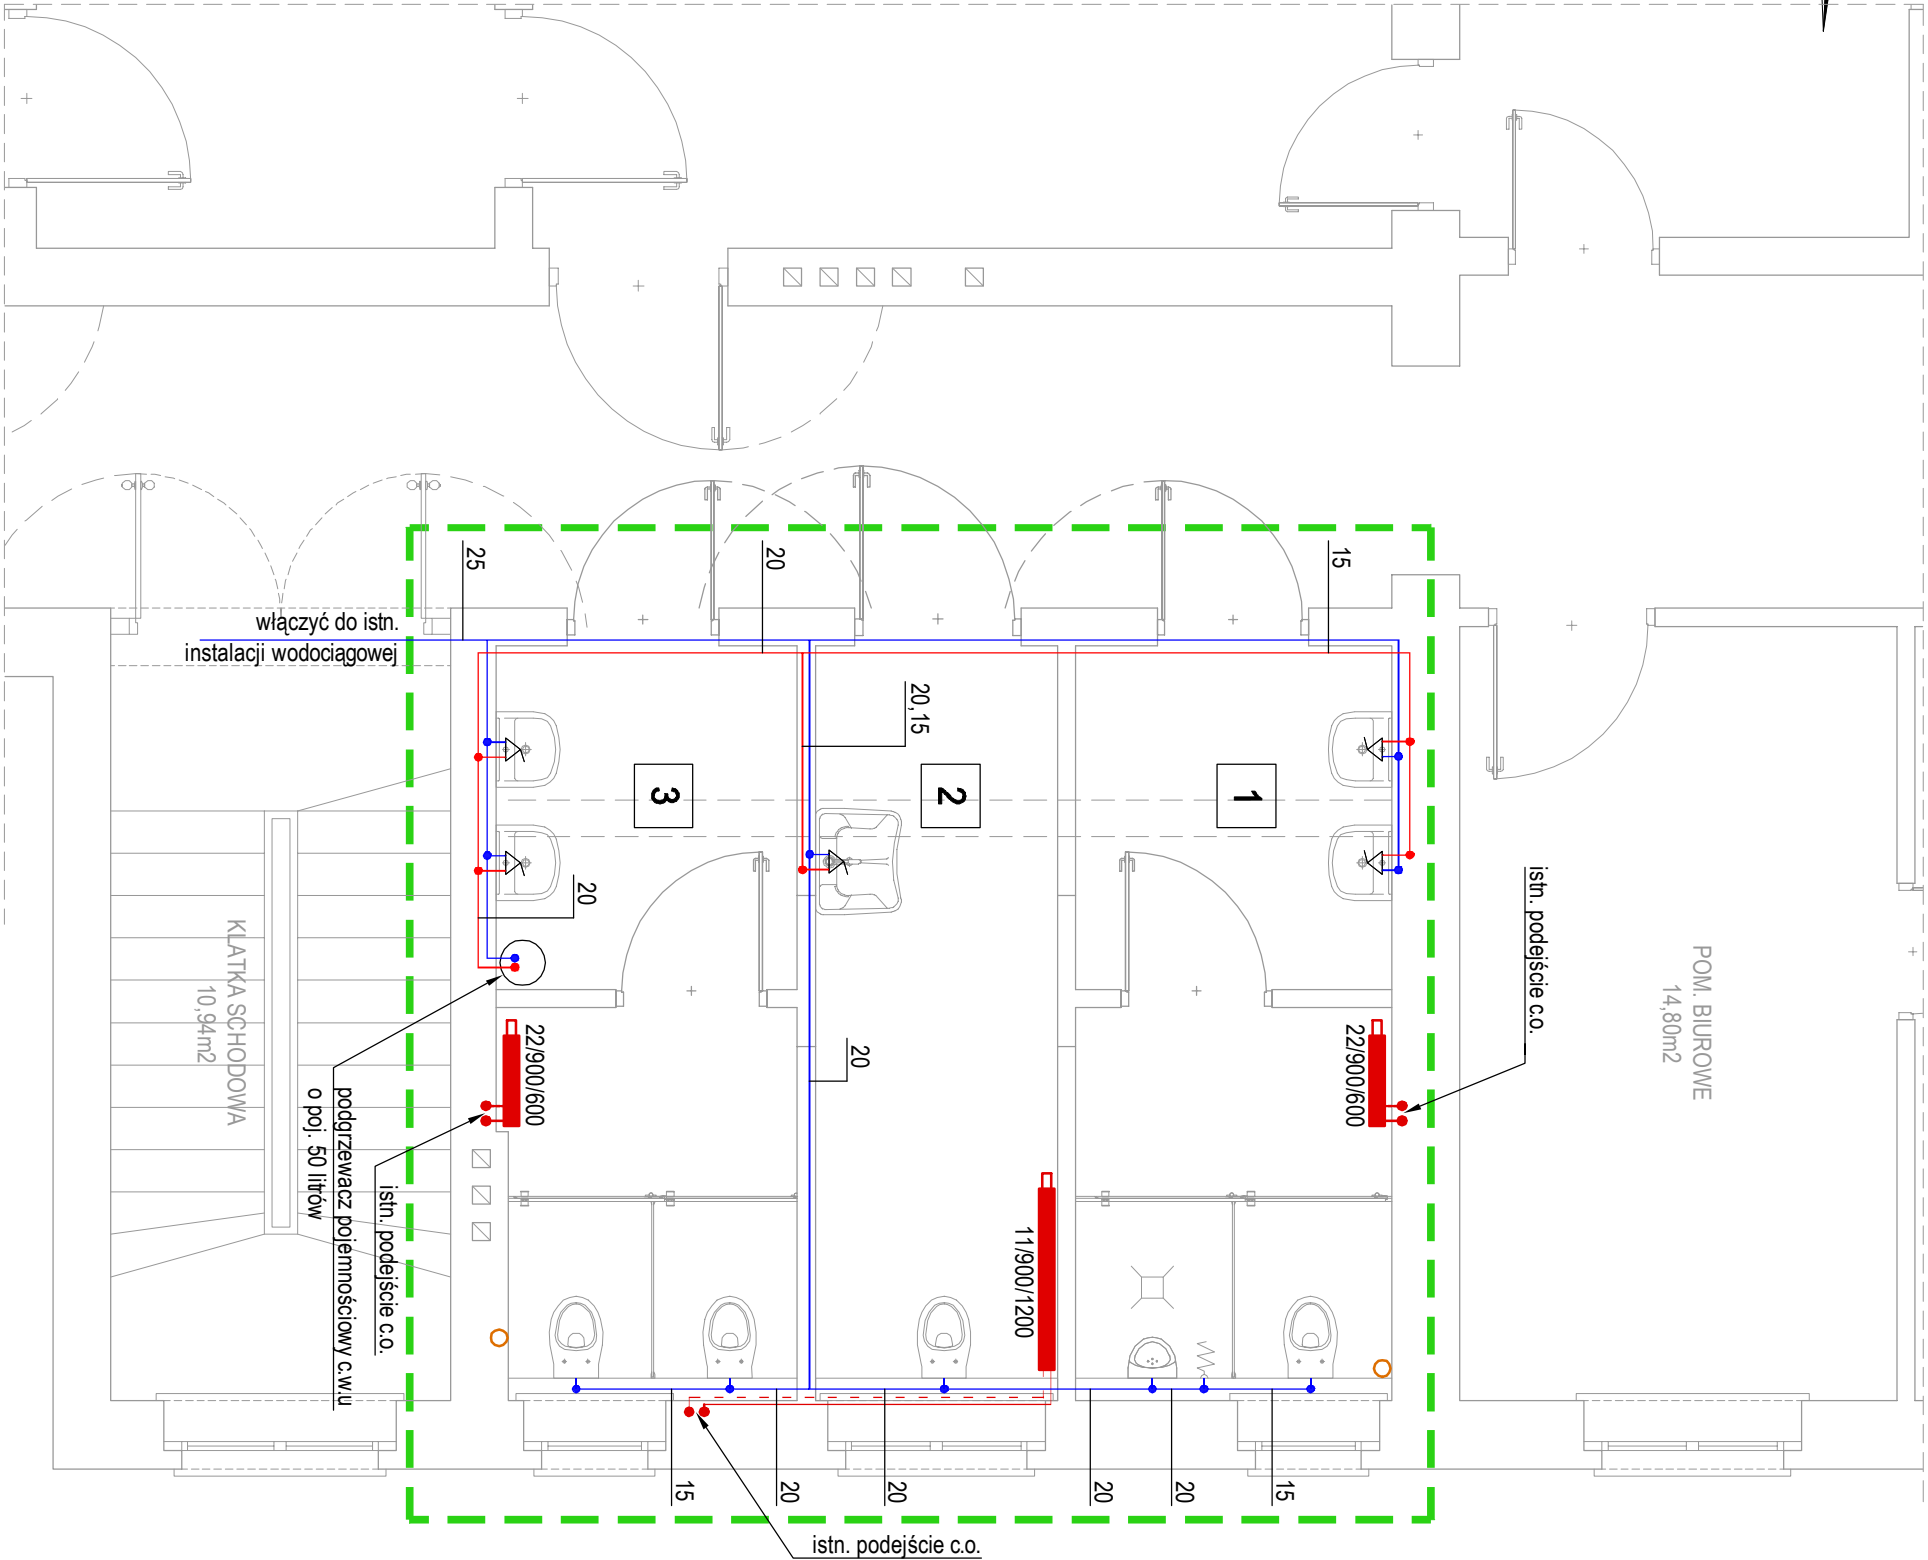 25
20
15
włączyć do istn.
instalacji wodociągowej
20,15
3
2
1
20
istn. podejście c.o.
POM. BIUROWE
14,80m2
KLATKA SCHODOWA
10,94m2
22/900/600
20
22/900/600
podgrzewacz pojemnościowy c.w.u
o poj. 50 litrów
istn. podejście c.o.
11/900/1200
15
20
20
20
20
15
istn. podejście c.o.